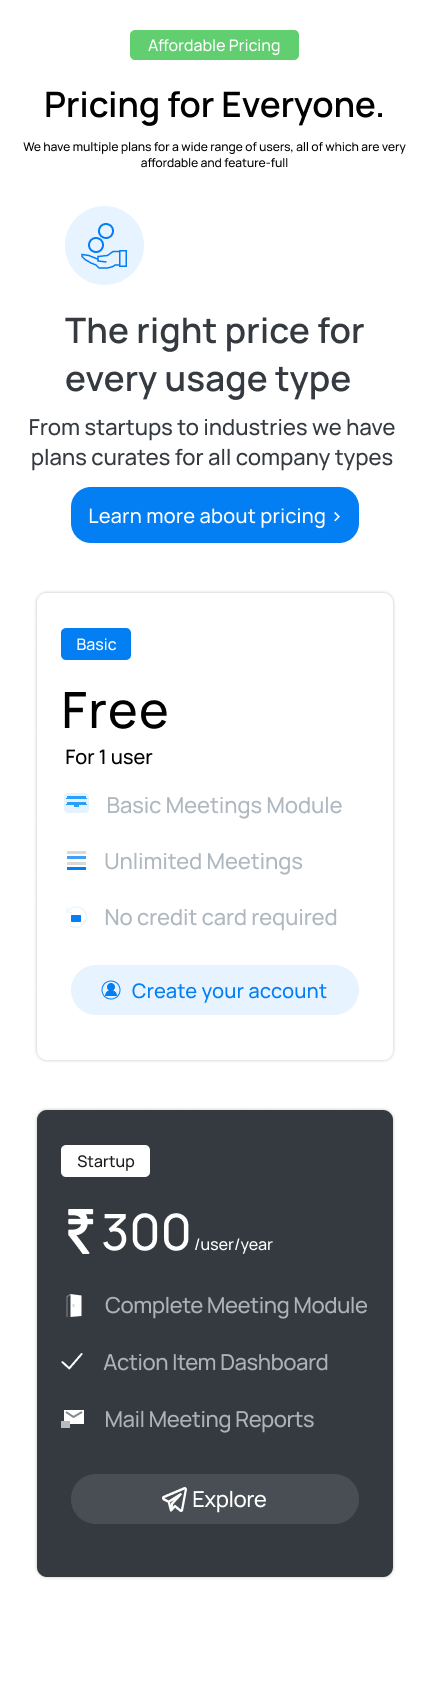 Affordable Pricing
Pricing for Everyone.
We have multiple plans for a wide range of users, all of which are very
affordable and feature-full
The right price for
every usage type
From startups to industries we have
plans curates for all company types
Learn more about pricing ›
Basic
Free
For 1 user
Basic Meetings Module
Unlimited Meetings
No credit card required
Create your account
Startup
₹ 300 /user/year
Complete Meeting Module
Action Item Dashboard
Mail Meeting Reports
Explore